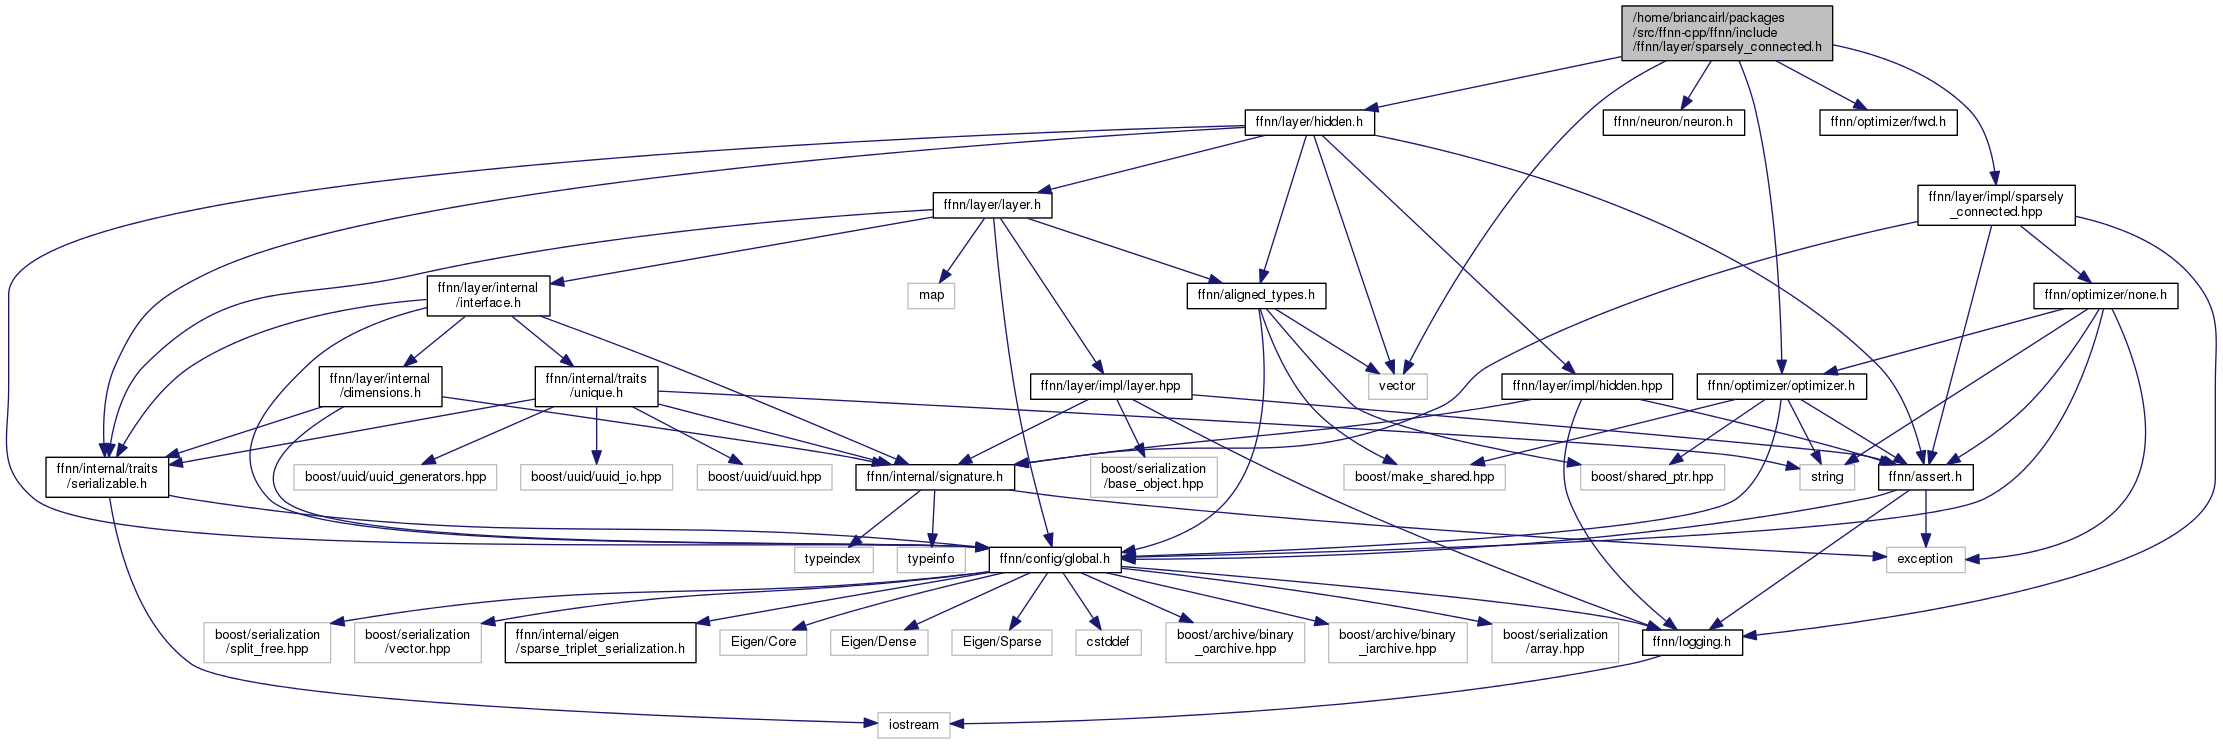 /home/briancairl/packages
/src/ffnn-cpp/ffnn/include
/ffnn/layer/sparsely_connected.h
ffnn/layer/hidden.h
ffnn/neuron/neuron.h
ffnn/optimizer/fwd.h
ffnn/layer/layer.h
ffnn/layer/impl/sparsely
_connected.hpp
ffnn/layer/internal
/interface.h
map
ffnn/aligned_types.h
ffnn/optimizer/none.h
ffnn/layer/internal
/dimensions.h
ffnn/internal/traits
/unique.h
ffnn/layer/impl/layer.hpp
vector
ffnn/layer/impl/hidden.hpp
ffnn/optimizer/optimizer.h
ffnn/internal/traits
/serializable.h
boost/uuid/uuid_generators.hpp
boost/uuid/uuid_io.hpp
boost/uuid/uuid.hpp
ffnn/internal/signature.h
boost/serialization
/base_object.hpp
boost/make_shared.hpp
boost/shared_ptr.hpp
string
ffnn/assert.h
typeindex
typeinfo
ffnn/config/global.h
exception
boost/serialization
/split_free.hpp
boost/serialization
/vector.hpp
ffnn/internal/eigen
/sparse_triplet_serialization.h
Eigen/Core
Eigen/Dense
Eigen/Sparse
cstddef
boost/archive/binary
_oarchive.hpp
boost/archive/binary
_iarchive.hpp
boost/serialization
/array.hpp
ffnn/logging.h
iostream